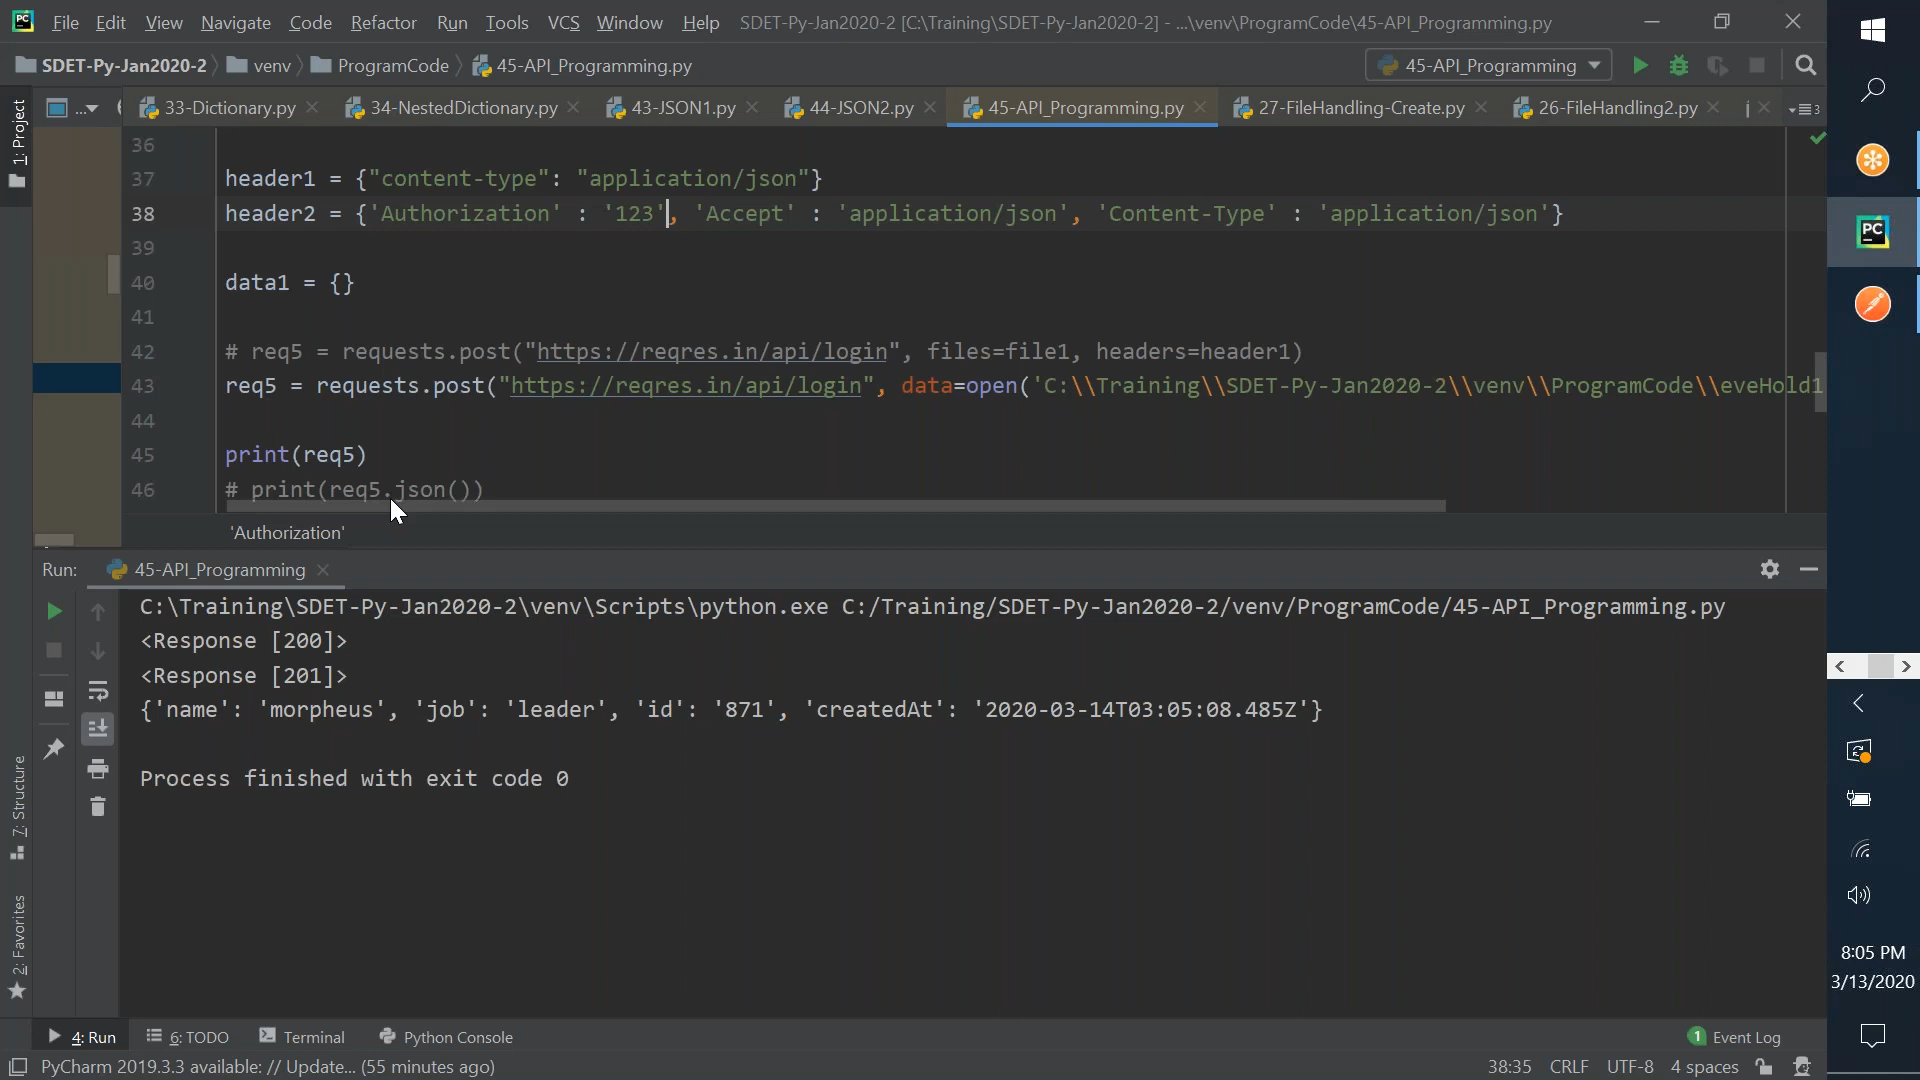 File Edit View Navigate Code Refactor Run Tools VCS Window Help SDET-Py-Jan2020-2 [C:\Training\SDET-Py-Jan2020-2] - ...\venv\ProgramCode\45-API_Programming.py
SDET-Py-Jan2020-2 venv ProgramCode 45-API_Programming.py 45-API_Programming
1: Project
... 33-Dictionary.py 34-NestedDictionary.py 43-JSON1.py 44-JSON2.py 45-API_Programming.py 27-FileHandling-Create.py 26-FileHandling2.py
36
37 header1 = {"content-type": "application/json"}
38 header2 = {'Authorization' : '123', 'Accept' : 'application/json', 'Content-Type' : 'application/json'}
39
40 data1 = {}
41
42 # req5 = requests.post("https://reqres.in/api/login", files=file1, headers=header1)
43 req5 = requests.post("https://reqres.in/api/login", data=open('C:\\Training\\SDET-Py-Jan2020-2\\venv\\ProgramCode\\eveHold1
44
45 print(req5)
46 # print(req5.json())
'Authorization'
Run: 45-API_Programming
C:\Training\SDET-Py-Jan2020-2\venv\Scripts\python.exe C:/Training/SDET-Py-Jan2020-2/venv/ProgramCode/45-API_Programming.py
<Response [200]>
<Response [201]>
{'name': 'morpheus', 'job': 'leader', 'id': '871', 'createdAt': '2020-03-14T03:05:08.485Z'}
Process finished with exit code 0
7: Structure
2: Favorites
4: Run 6: TODO Terminal Python Console 1 Event Log
PyCharm 2019.3.3 available: // Update... (55 minutes ago) 38:35 CRLF UTF-8 4 spaces
PC
8:05 PM
3/13/2020